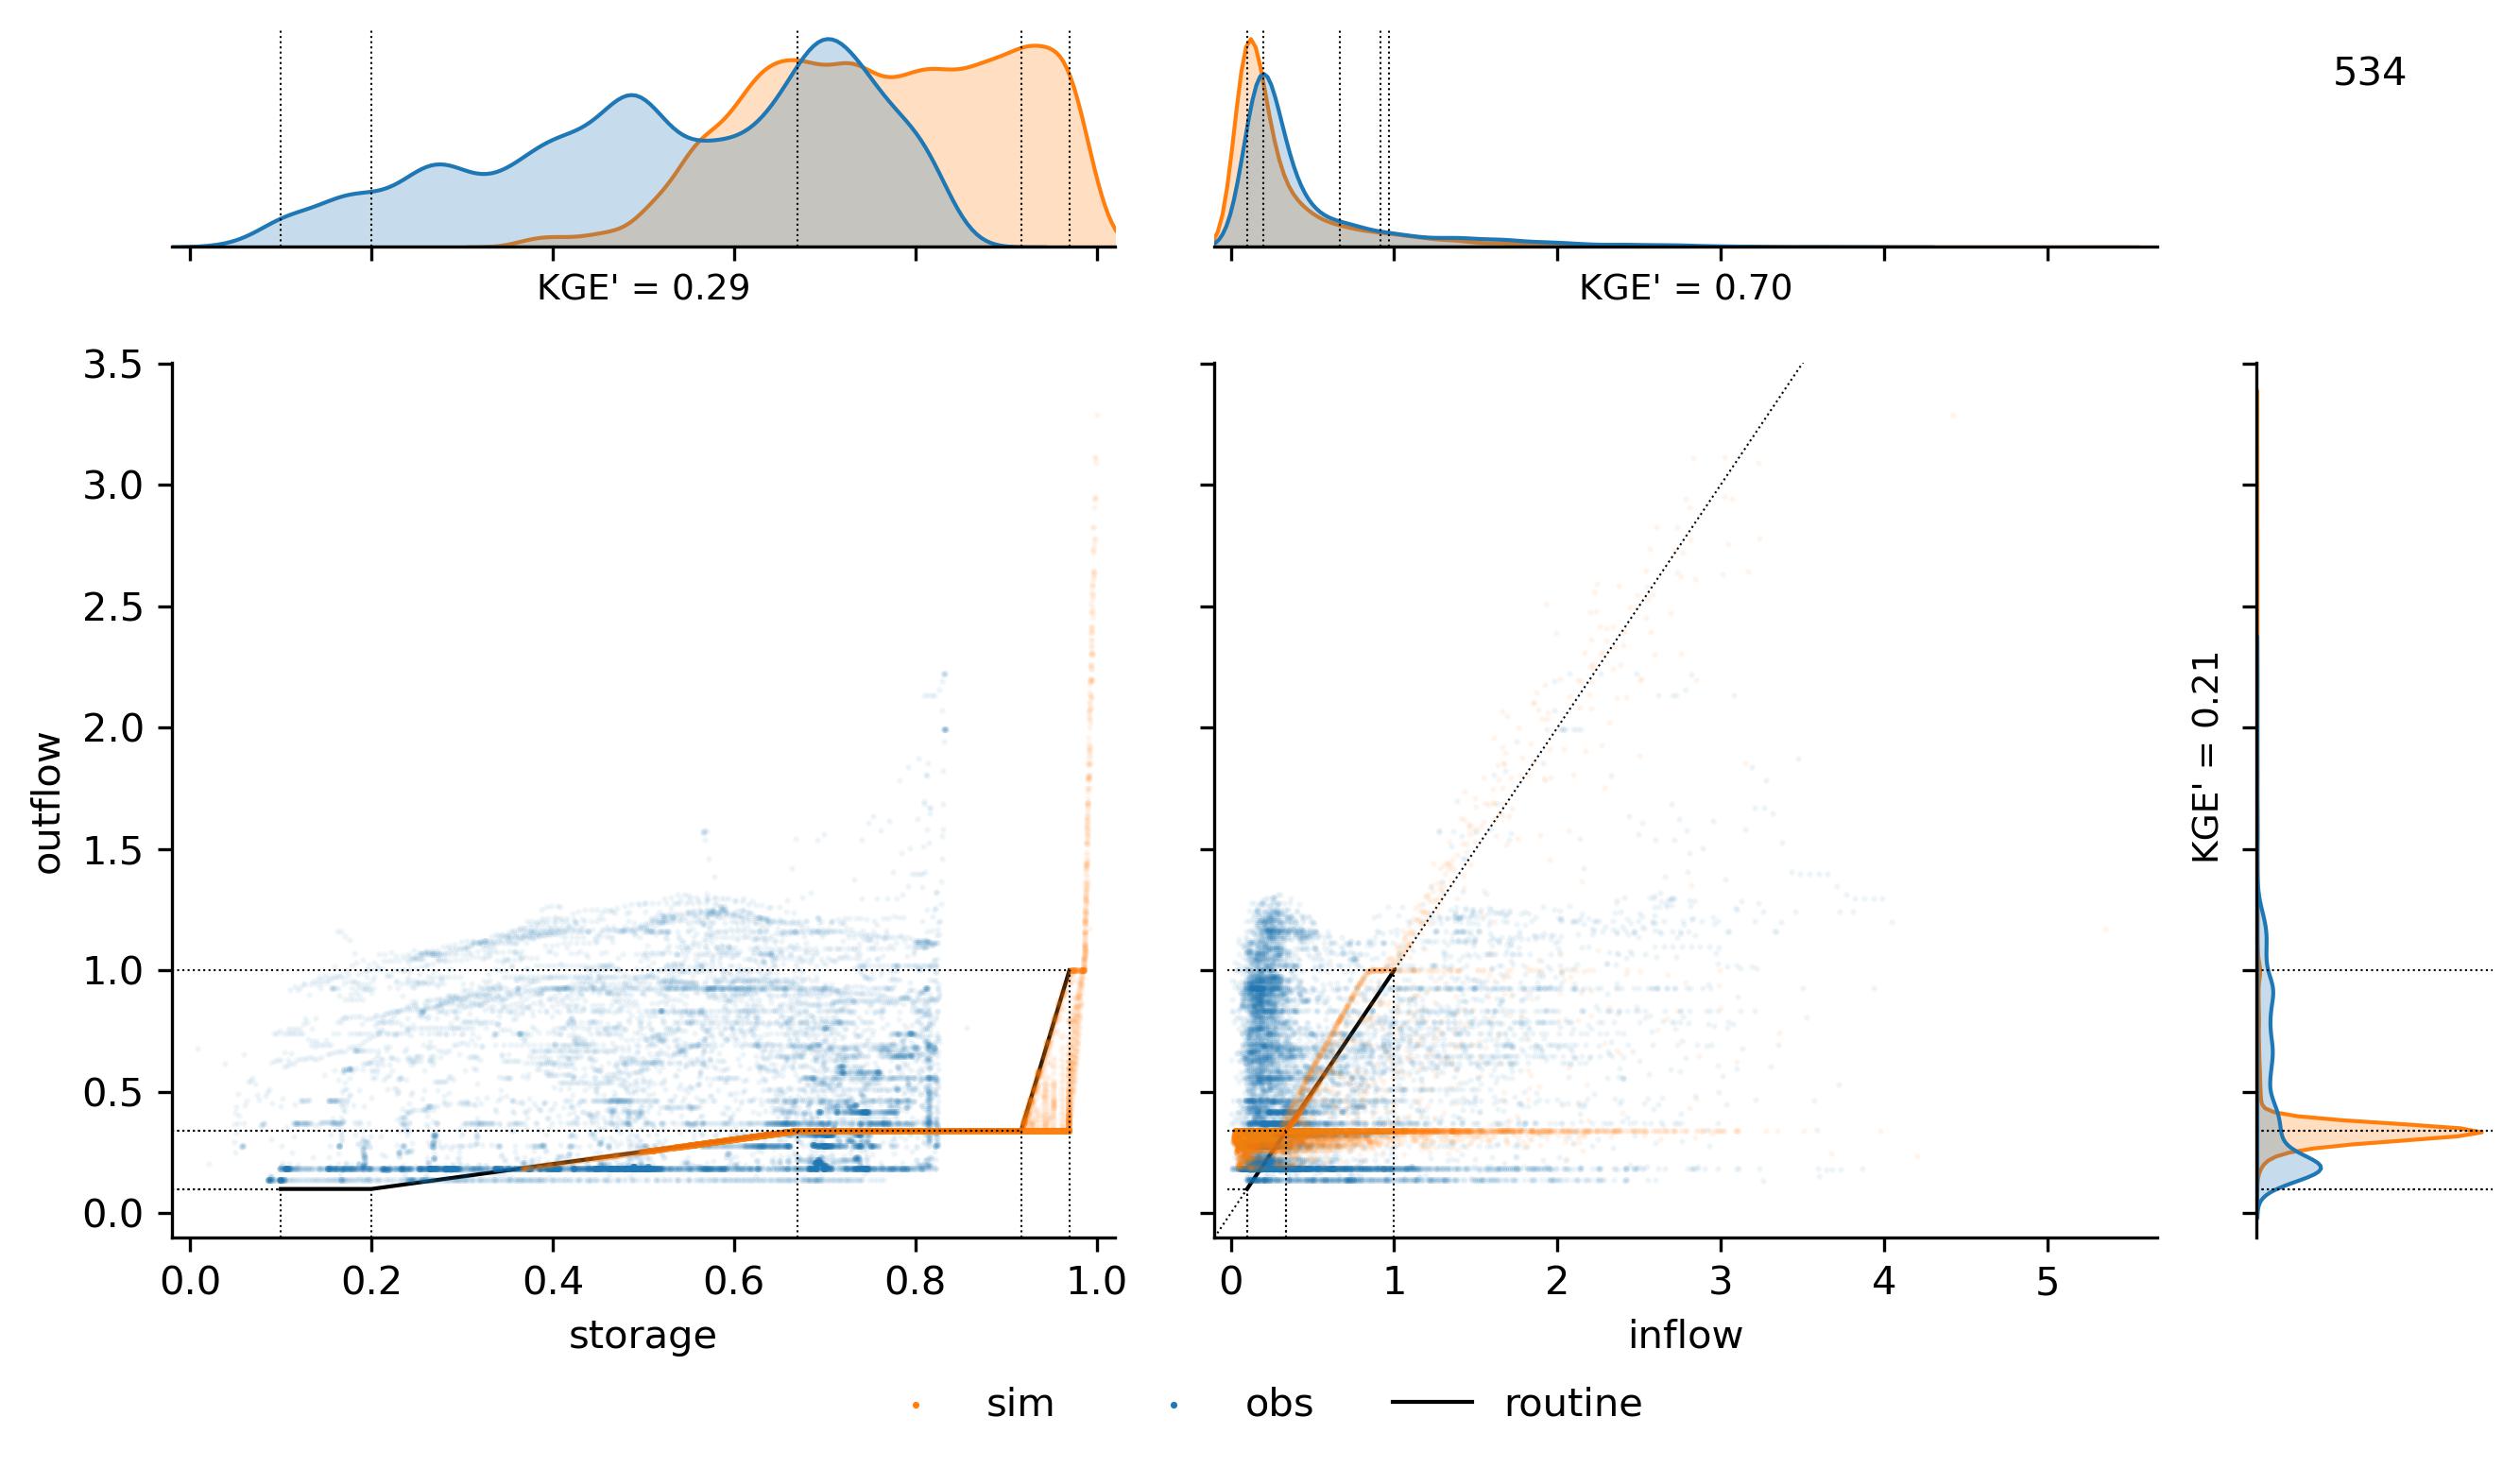 534
KGE' = 0.29
KGE' = 0.70
3.5
3.0
2.5
2.0
1.5
1.0
0.5
0.0
outflow
KGE' = 0.21
0.0 0.2 0.4 0.6 0.8 1.0
0 1 2 3 4 5
storage
inflow
sim obs routine